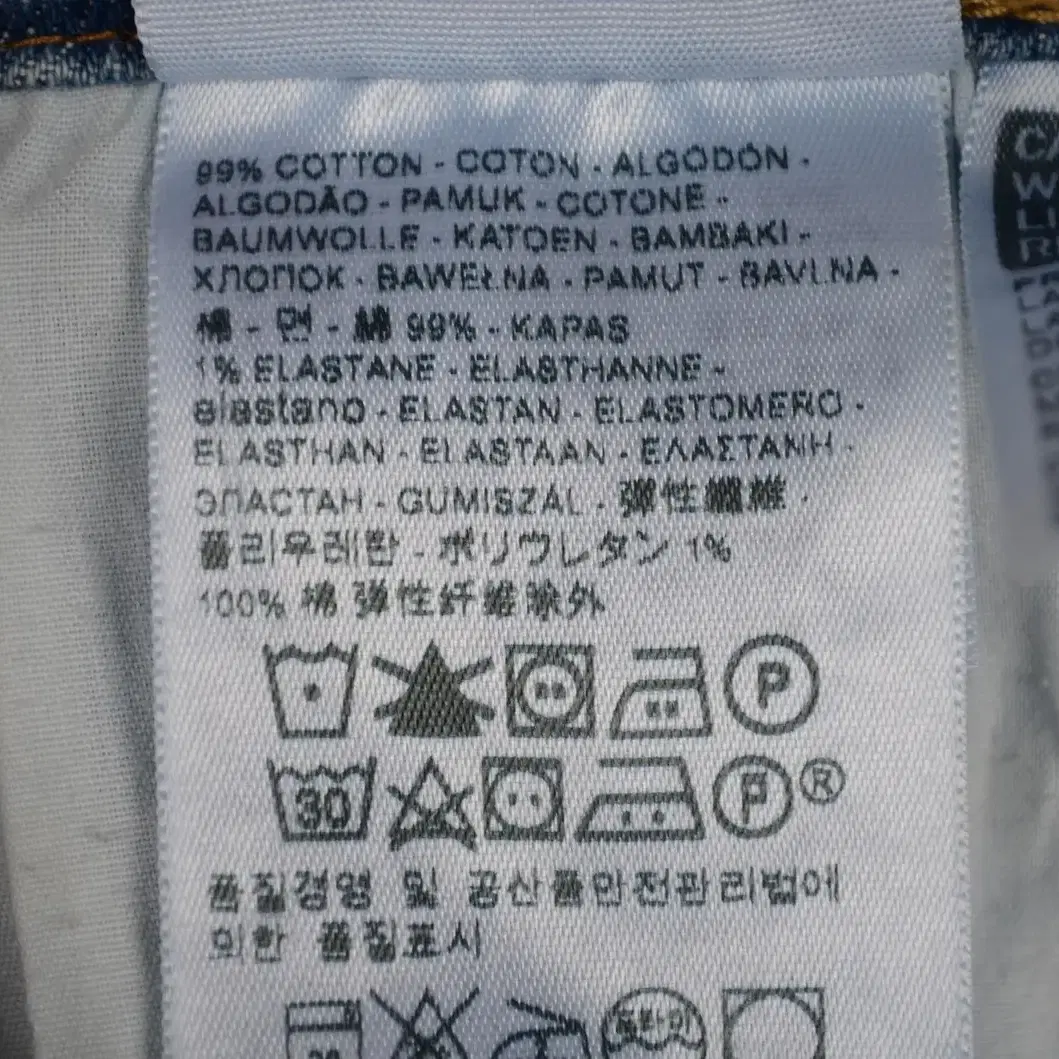 99% COTTON - COTON - ALGODÓN -
ALGODÃO - PAMUK - COTONE -
BAUMWOLLE - KATOEN - BAMBAKI -
ХЛОПОК - BAWEŁNA - PAMUT - BAVLNA -
棉 - 면 - 綿 99% - KAPAS
1% ELASTANE - ELASTHANNE -
elastano - ELASTAN - ELASTOMERO -
ELASTHAN - ELASTAAN - ΕΛΑΣΤΑΝΗ -
ЭЛАСТАН - GUMISZÁL - 彈性纖維 -
폴리우레탄 - ポリウレタン 1%
100% 棉 弹性纤维除外
P
30 P ®
품질경영 및 공산품안전관리법에
의한 품질표시